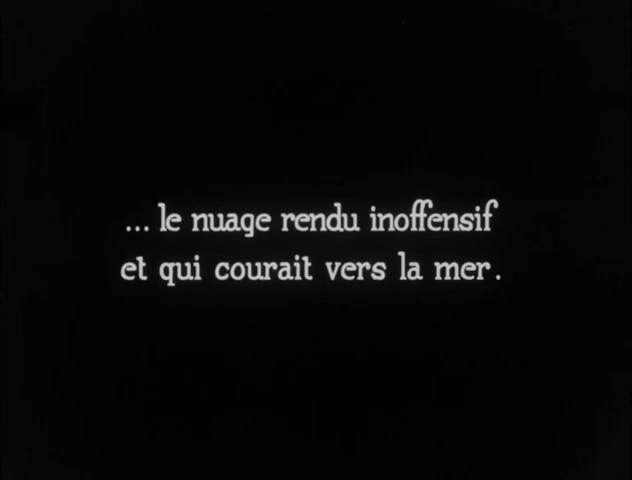 ... le nuage rendu inoffensif
et qui courait vers la mer.